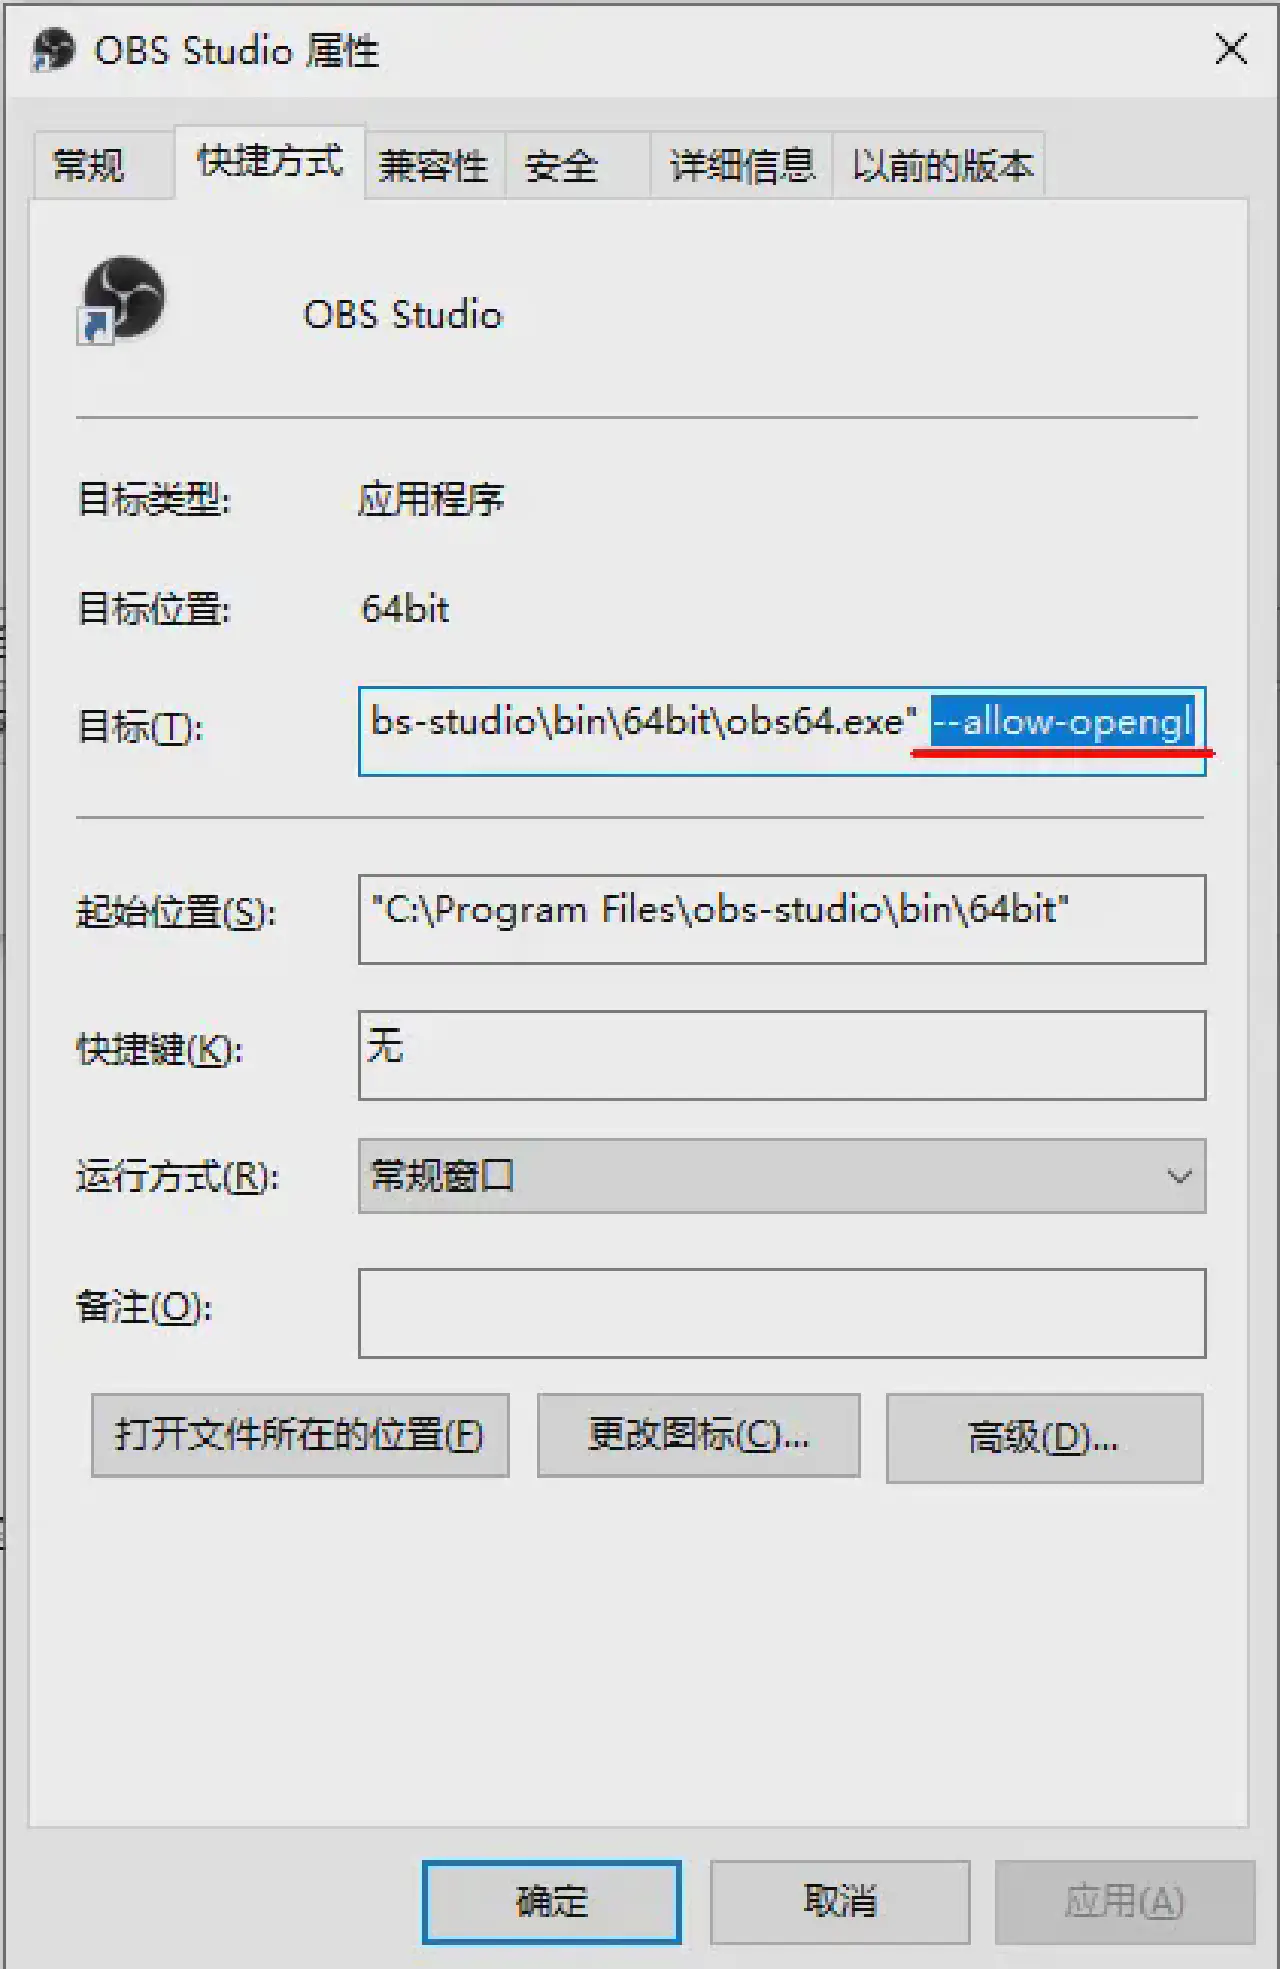 OBS Studio 属性
常规 快捷方式 兼容性 安全 详细信息 以前的版本
OBS Studio
目标类型: 应用程序
目标位置: 64bit
目标(T): bs-studio\bin\64bit\obs64.exe" --allow-opengl
起始位置(S): "C:\Program Files\obs-studio\bin\64bit"
快捷键(K): 无
运行方式(R): 常规窗口
备注(O):
打开文件所在的位置(F) 更改图标(C)... 高级(D)...
确定 取消 应用(A)